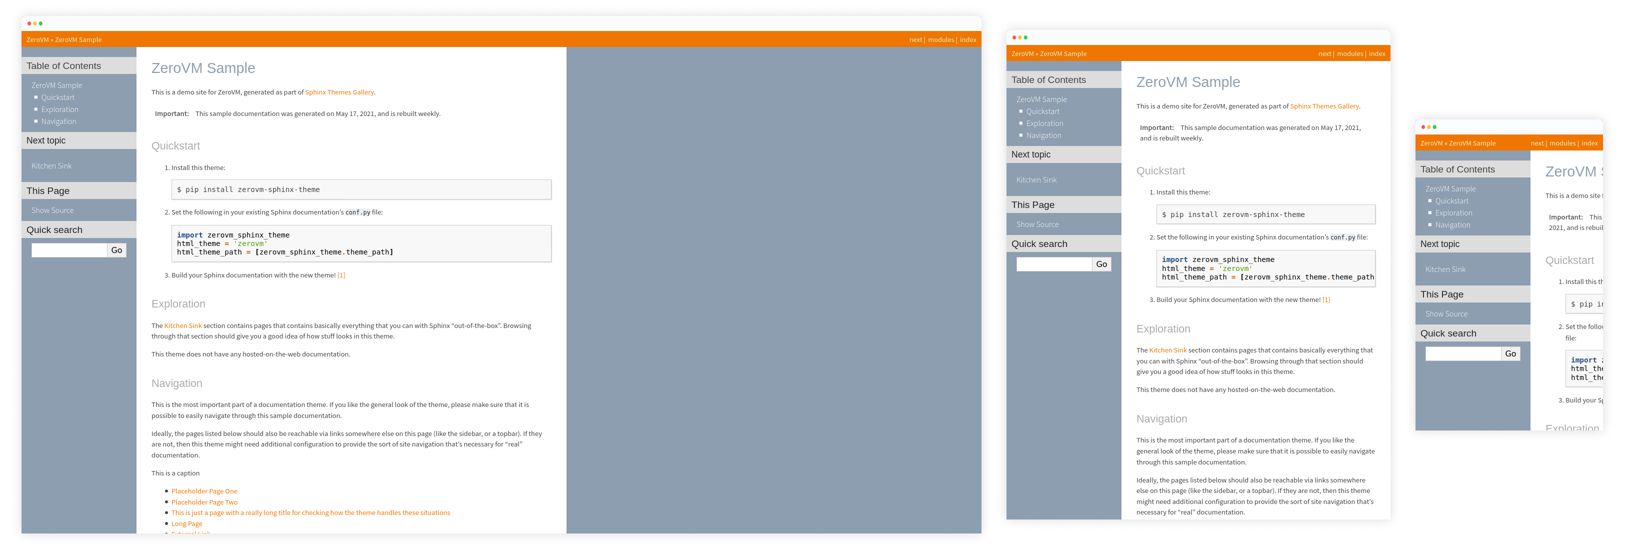 ZeroVM » ZeroVM Sample
next | modules | index
Table of Contents
ZeroVM Sample
Quickstart
Exploration
Navigation
Next topic
Kitchen Sink
This Page
Show Source
Quick search
Go
ZeroVM Sample
This is a demo site for ZeroVM, generated as part of Sphinx Themes Gallery.
Important: This sample documentation was generated on May 17, 2021, and is rebuilt weekly.
Quickstart
1. Install this theme:
$ pip install zerovm-sphinx-theme
2. Set the following in your existing Sphinx documentation's conf.py file:
import zerovm_sphinx_theme
html_theme = 'zerovm'
html_theme_path = [zerovm_sphinx_theme.theme_path]
3. Build your Sphinx documentation with the new theme! [1]
Exploration
The Kitchen Sink section contains pages that contains basically everything that you can with Sphinx “out-of-the-box”. Browsing
through that section should give you a good idea of how stuff looks in this theme.
This theme does not have any hosted-on-the-web documentation.
Navigation
This is the most important part of a documentation theme. If you like the general look of the theme, please make sure that it is
possible to easily navigate through this sample documentation.
Ideally, the pages listed below should also be reachable via links somewhere else on this page (like the sidebar, or a topbar). If they
are not, then this theme might need additional configuration to provide the sort of site navigation that's necessary for “real”
documentation.
This is a caption
Placeholder Page One
Placeholder Page Two
This is just a page with a really long title for checking how the theme handles these situations
Long Page
ZeroVM » ZeroVM Sample
next | modules | index
Table of Contents
ZeroVM Sample
Quickstart
Exploration
Navigation
Next topic
Kitchen Sink
This Page
Show Source
Quick search
Go
ZeroVM Sample
This is a demo site for ZeroVM, generated as part of Sphinx Themes Gallery.
Important: This sample documentation was generated on May 17, 2021,
and is rebuilt weekly.
Quickstart
1. Install this theme:
$ pip install zerovm-sphinx-theme
2. Set the following in your existing Sphinx documentation's conf.py file:
import zerovm_sphinx_theme
html_theme = 'zerovm'
html_theme_path = [zerovm_sphinx_theme.theme_path
3. Build your Sphinx documentation with the new theme! [1]
Exploration
The Kitchen Sink section contains pages that contains basically everything that
you can with Sphinx “out-of-the-box”. Browsing through that section should
give you a good idea of how stuff looks in this theme.
This theme does not have any hosted-on-the-web documentation.
Navigation
This is the most important part of a documentation theme. If you like the
general look of the theme, please make sure that it is possible to easily navigate
through this sample documentation.
Ideally, the pages listed below should also be reachable via links somewhere
else on this page (like the sidebar, or a topbar). If they are not, then this theme
might need additional configuration to provide the sort of site navigation that's
necessary for “real” documentation.
ZeroVM » ZeroVM Sample
next | modules | index
Table of Contents
ZeroVM Sample
Quickstart
Exploration
Navigation
Next topic
Kitchen Sink
This Page
Show Source
Quick search
Go
ZeroVM
This is a demo site
Important: This
2021, and is rebuil
Quickstart
1. Install this th
$ pip i
2. Set the follo
file:
import
html_the
html_the
3. Build your Sp
Exploration